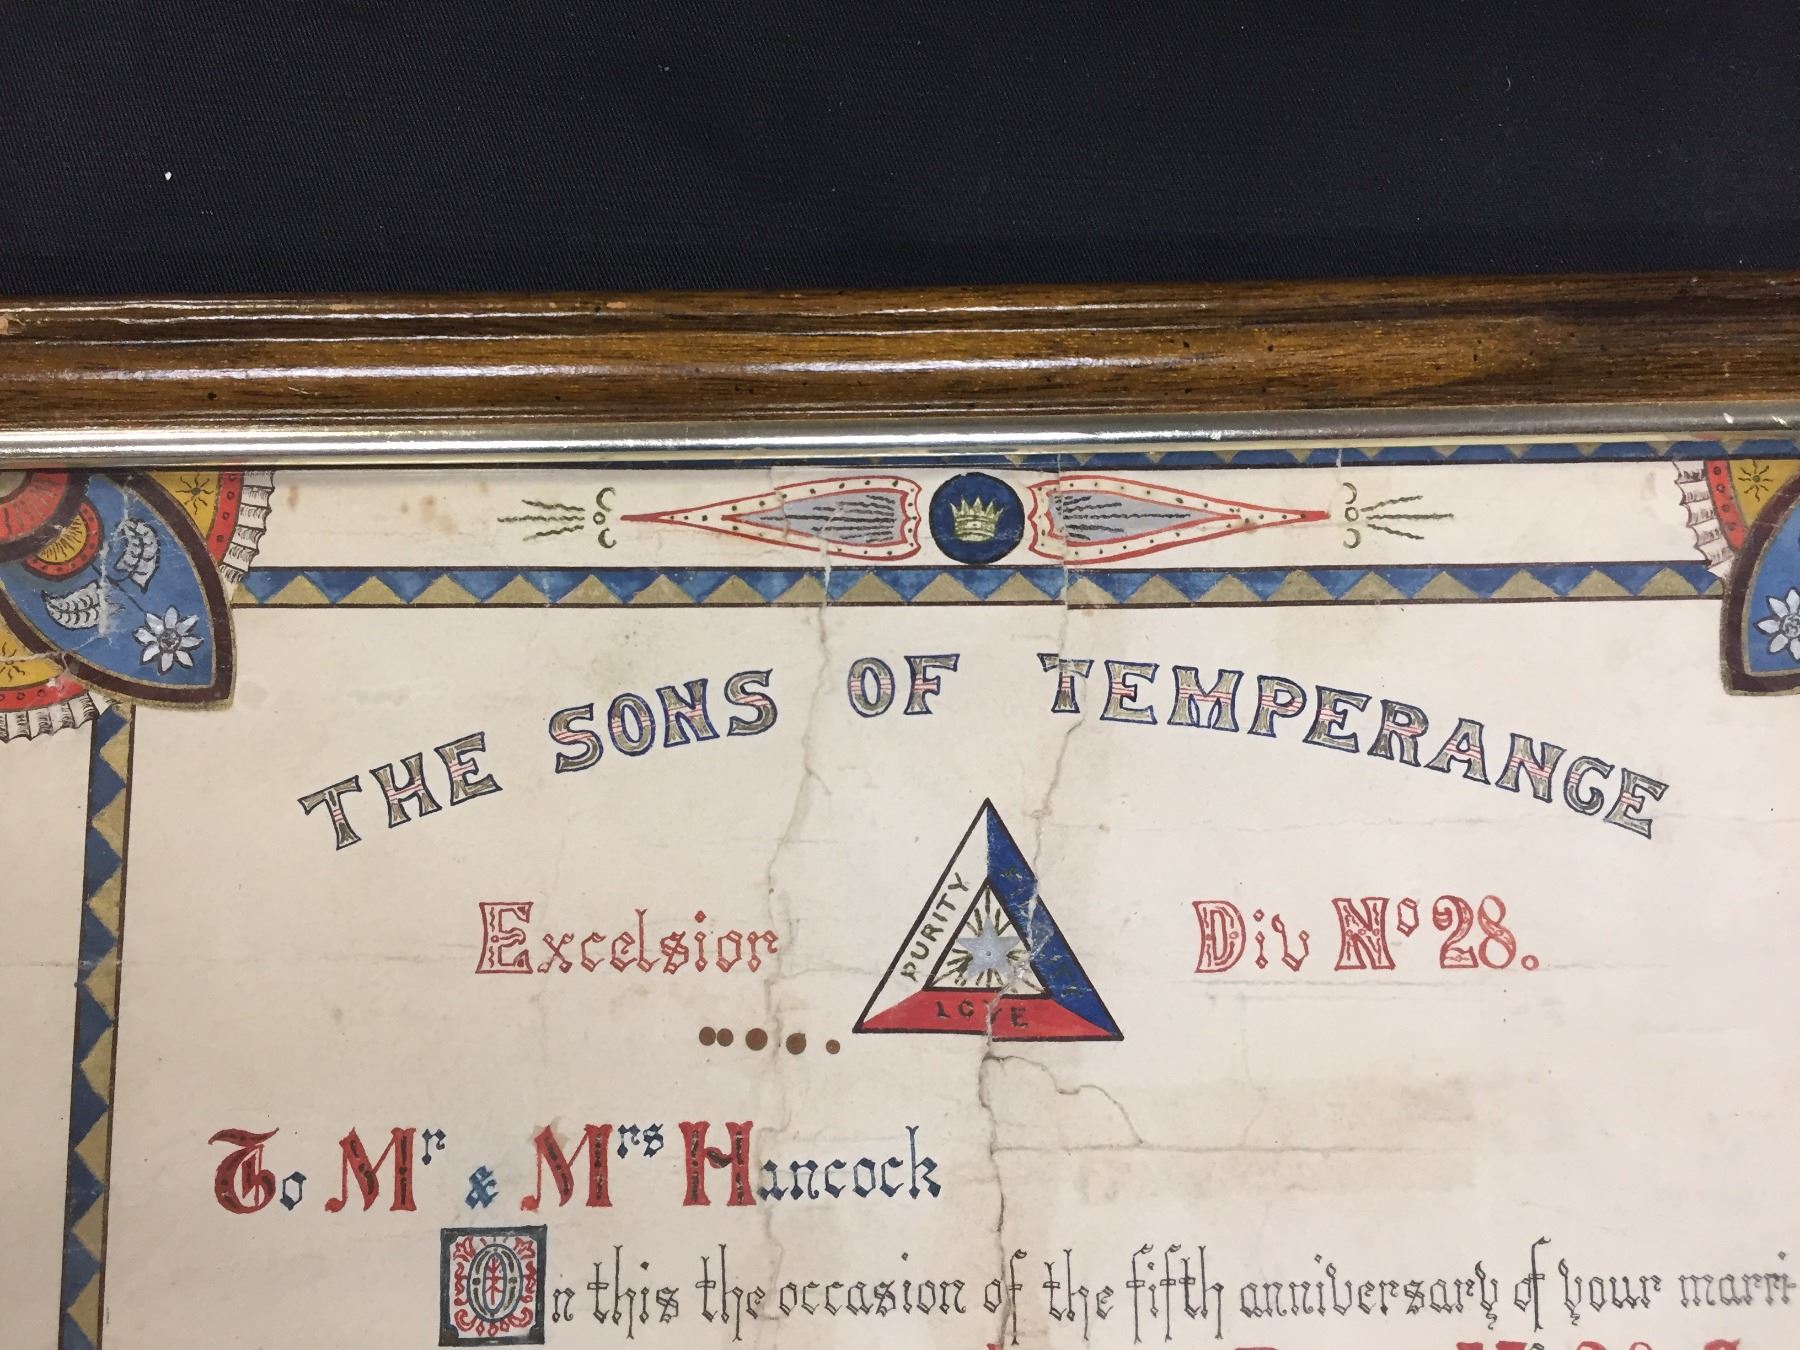 THE SONS OF TEMPERANCE
Excelsior
PURITY
LOVE
Div Nº 28.
To Mr & Mrs Hancock
On this the occasion of the fifth anniversary of your marri-